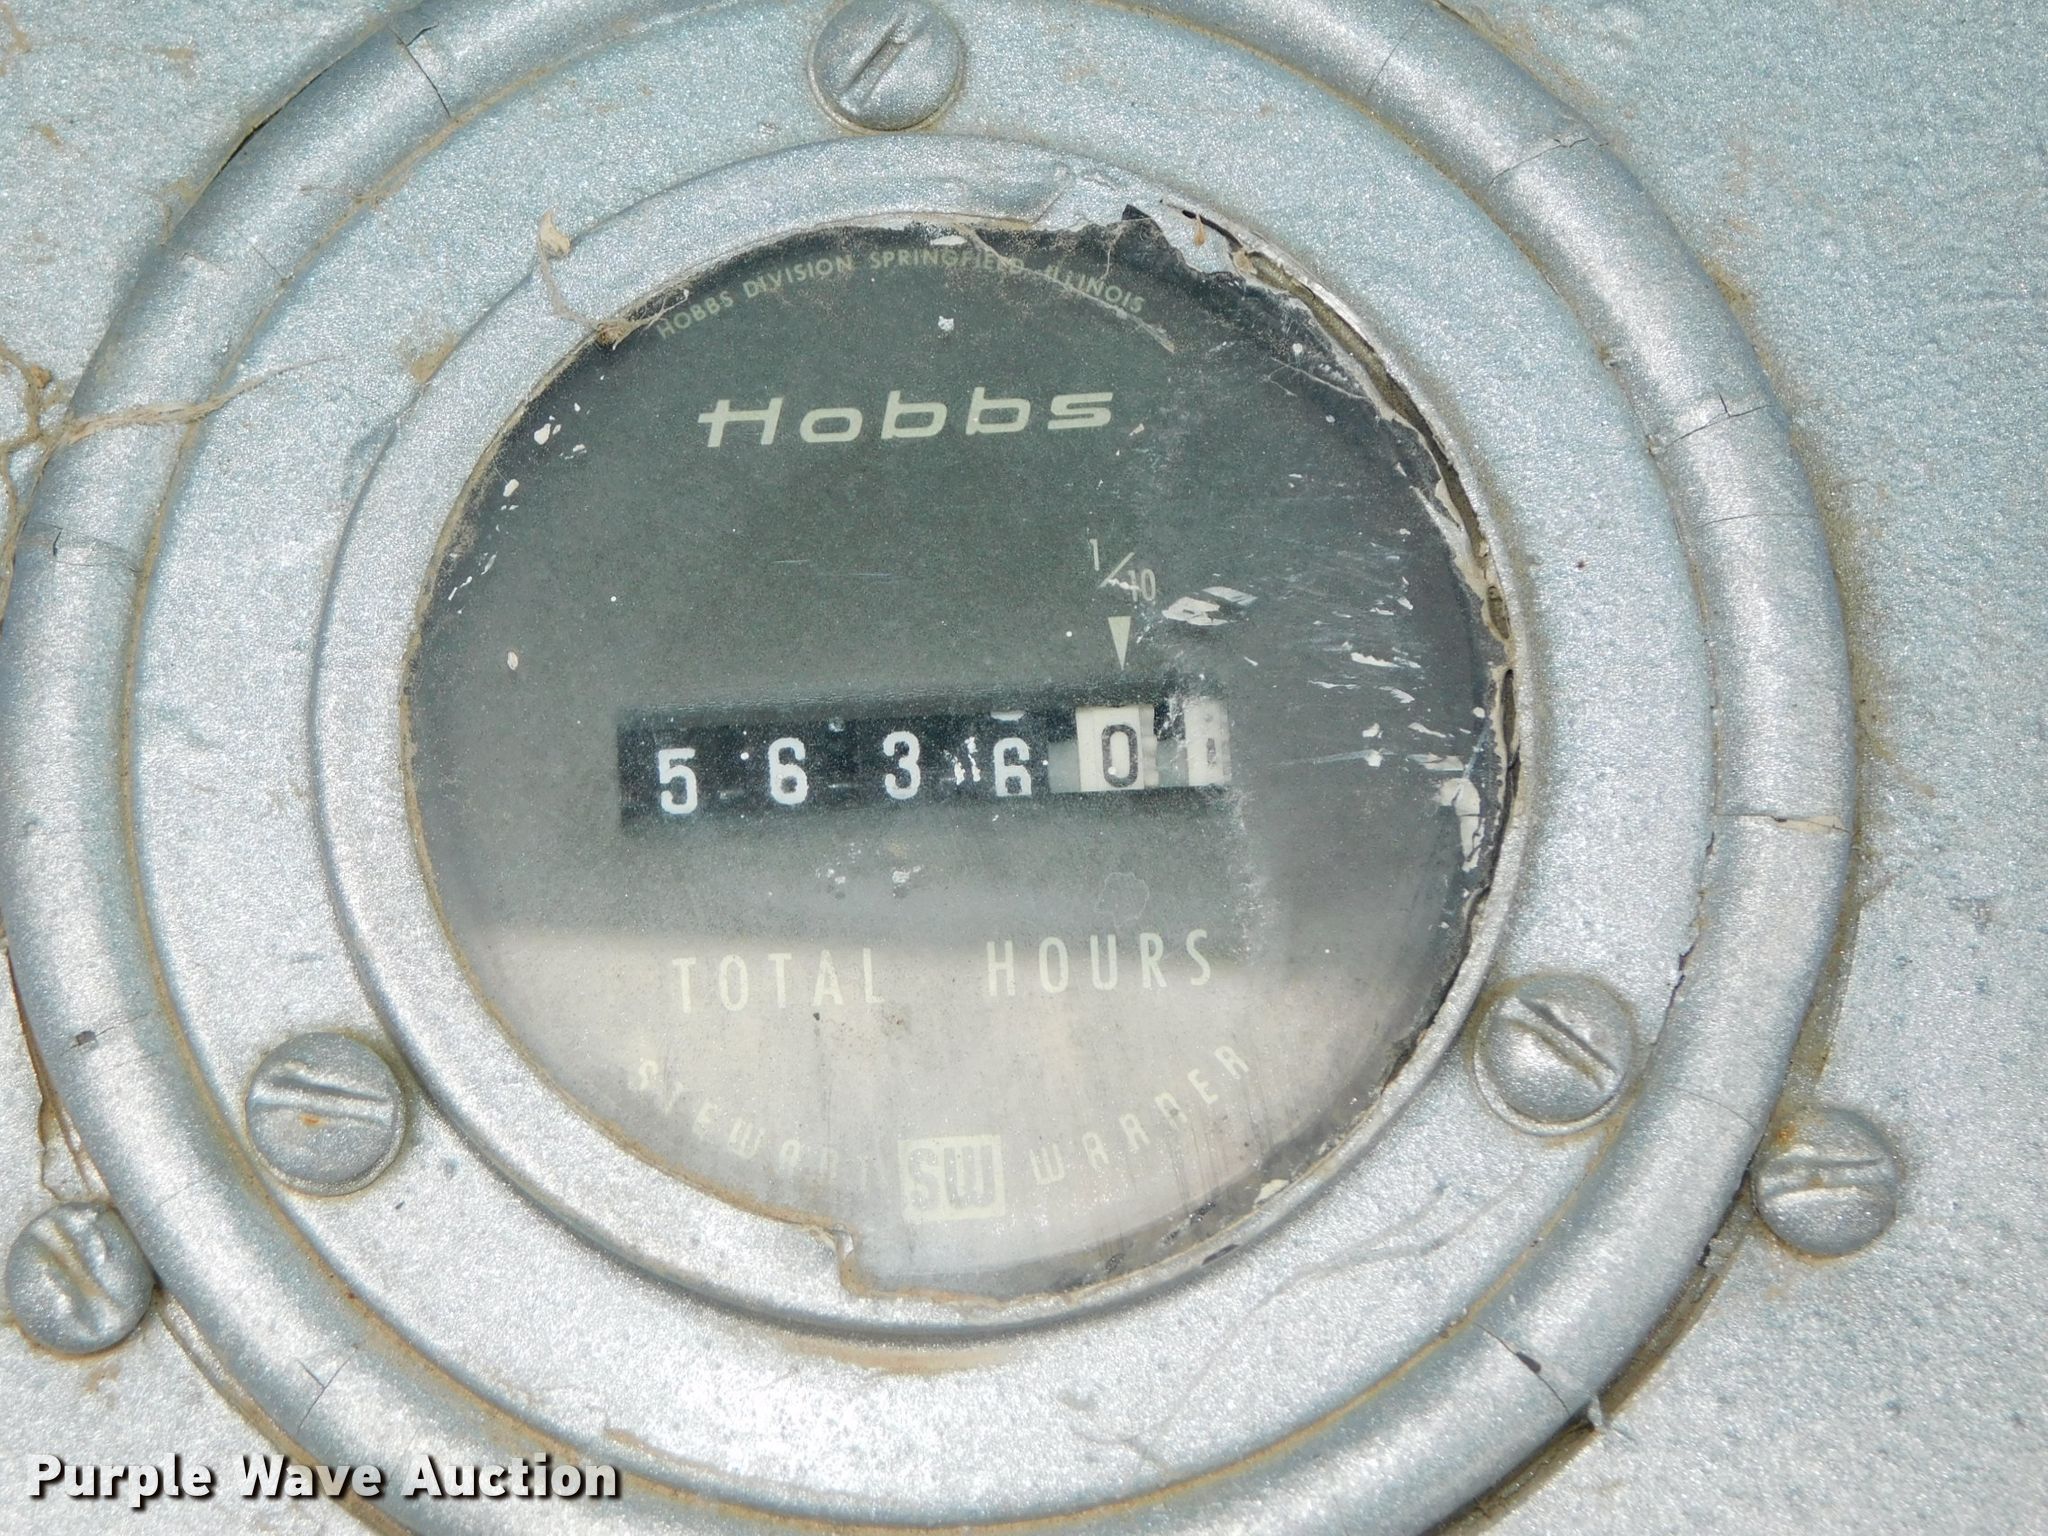 HOBBS DIVISION SPRINGFIELD ILLINOIS
Hobbs
1/10
5 6 3 6 0
TOTAL HOURS
STEWART SW WARNER
Purple Wave Auction